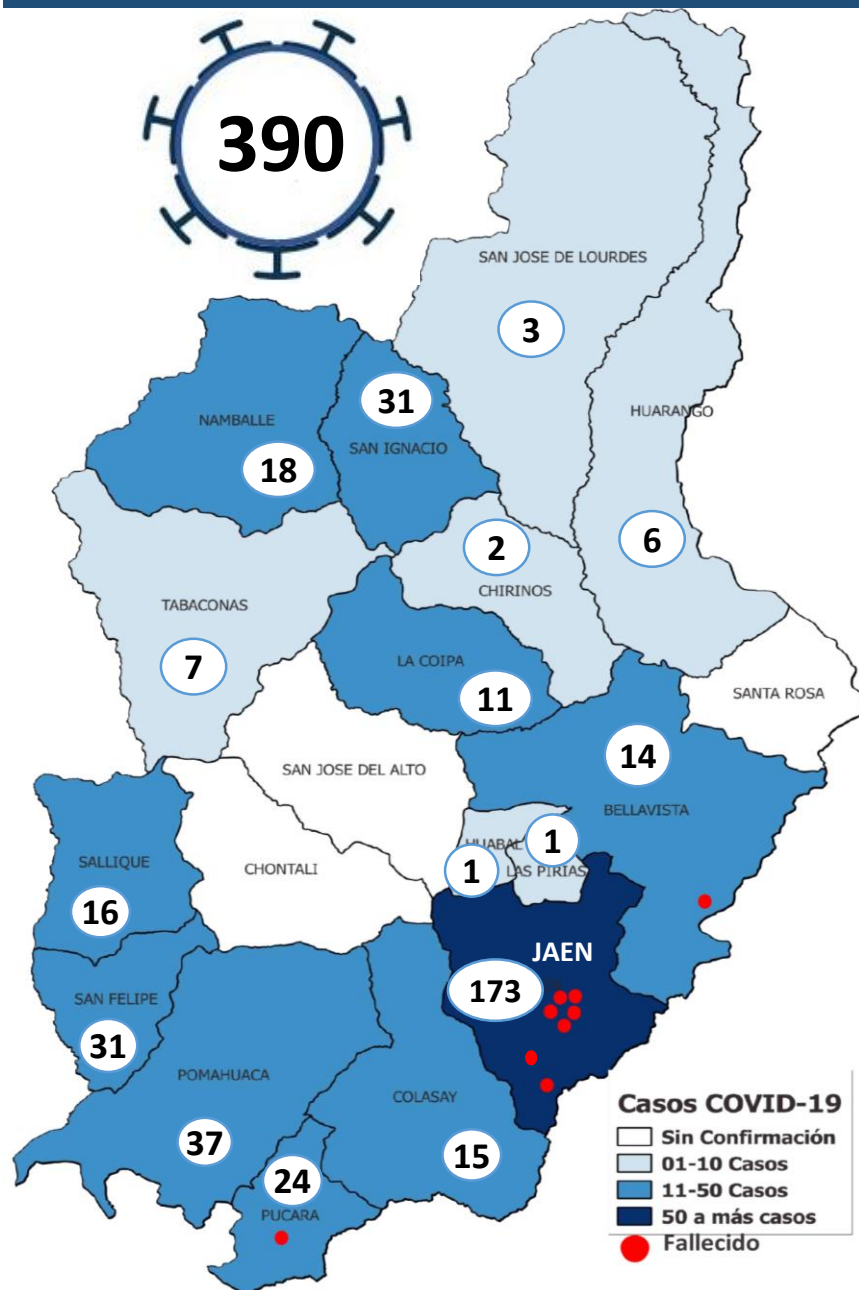 390
SAN JOSE DE LOURDES
3
31
HUARANGO
NAMBALLE
SAN IGNACIO
18
2
6
CHIRINOS
TABACONAS
7
LA COIPA
11
SANTA ROSA
14
SAN JOSE DEL ALTO
BELLAVISTA
HUABAL
1
SALLIQUE
CHONTALI
1
LAS PIRIAS
16
JAEN
173
SAN FELIPE
31
POMAHUACA
COLASAY
37
15
24
PUCARA
Casos COVID-19
Sin Confirmación
01-10 Casos
11-50 Casos
50 a más casos
Fallecido